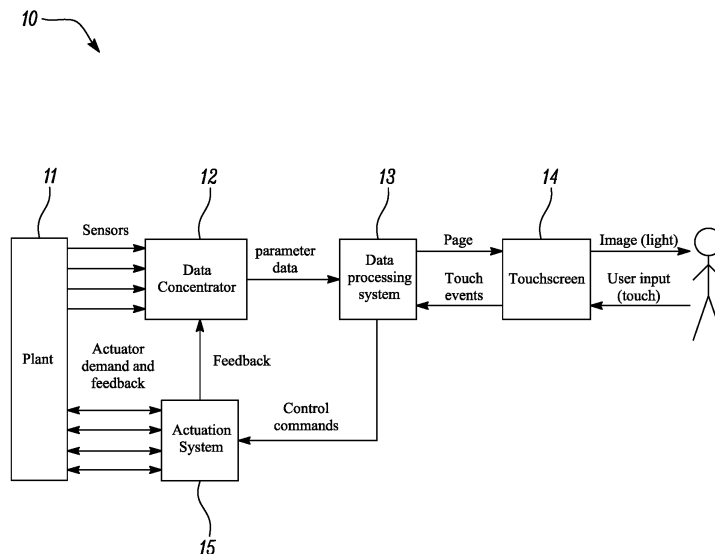 10
11
12
13
14
Sensors
Data
Concentrator
parameter
data
Data
processing
system
Page
Touch
events
Touchscreen
Image (light)
User input
(touch)
Plant
Actuator
demand and
feedback
Feedback
Actuation
System
Control
commands
15